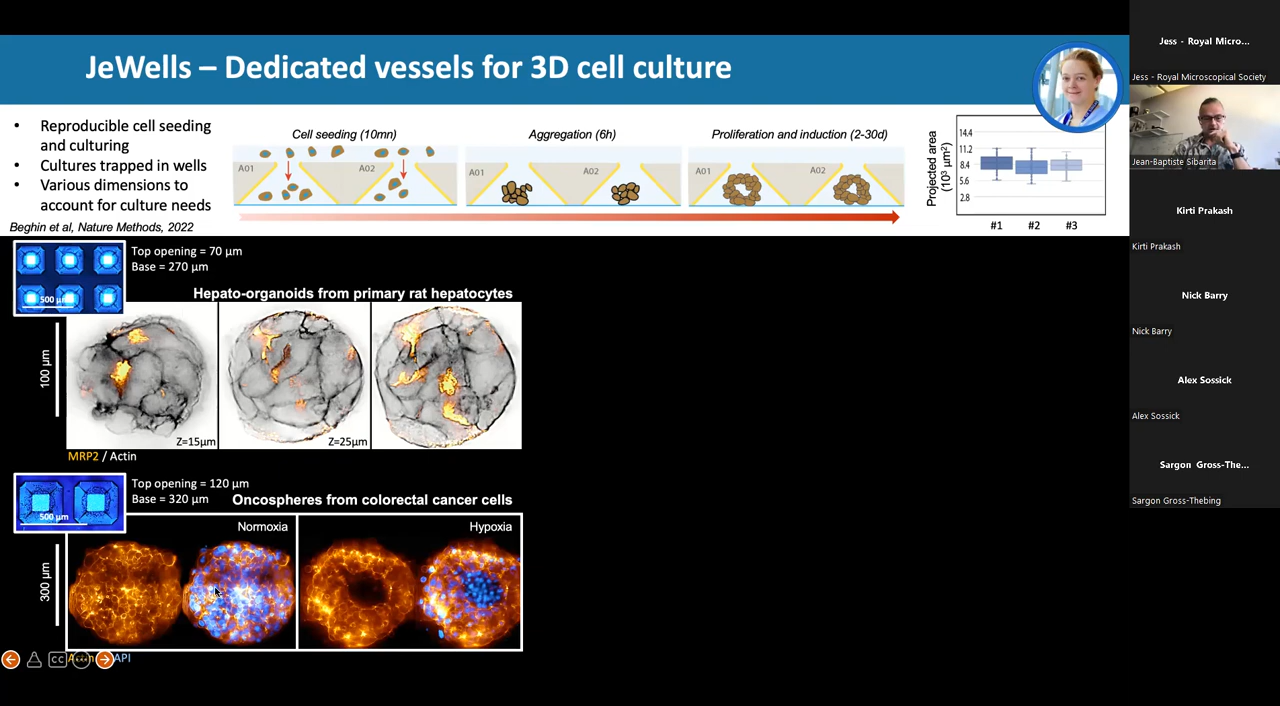 JeWells – Dedicated vessels for 3D cell culture
• Reproducible cell seeding
and culturing
• Cultures trapped in wells
• Various dimensions to
account for culture needs
Beghin et al, Nature Methods, 2022
Cell seeding (10mn)
A01
A02
Aggregation (6h)
A01
A02
Proliferation and induction (2-30d)
A01
A02
Projected area
(10³ µm²)
14.4
11.2
8.4
5.6
2.8
#1
#2
#3
Top opening = 70 µm
Base = 270 µm
500 µm
Hepato-organoids from primary rat hepatocytes
100 µm
Z=15µm
Z=25µm
MRP2 / Actin
Top opening = 120 µm
Base = 320 µm
500 µm
Oncospheres from colorectal cancer cells
Normoxia
Hypoxia
300 µm
CC
Jess - Royal Micro...
Jess - Royal Microscopical Society
Jean-Baptiste Sibarita
Kirti Prakash
Kirti Prakash
Nick Barry
Nick Barry
Alex Sossick
Alex Sossick
Sargon Gross-The...
Sargon Gross-Thebing